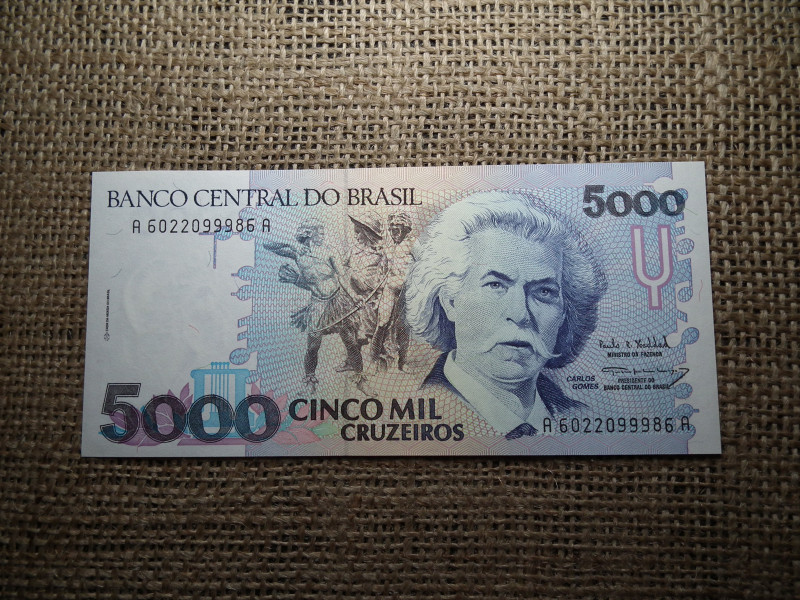 BANCO CENTRAL DO BRASIL
5000
A 6022099986 A
MINISTRO DA FAZENDA
CARLOS
GOMES
PRESIDENTE DO
BANCO CENTRAL DO BRASIL
5000
CINCO MIL
CRUZEIROS
A 6022099986 A